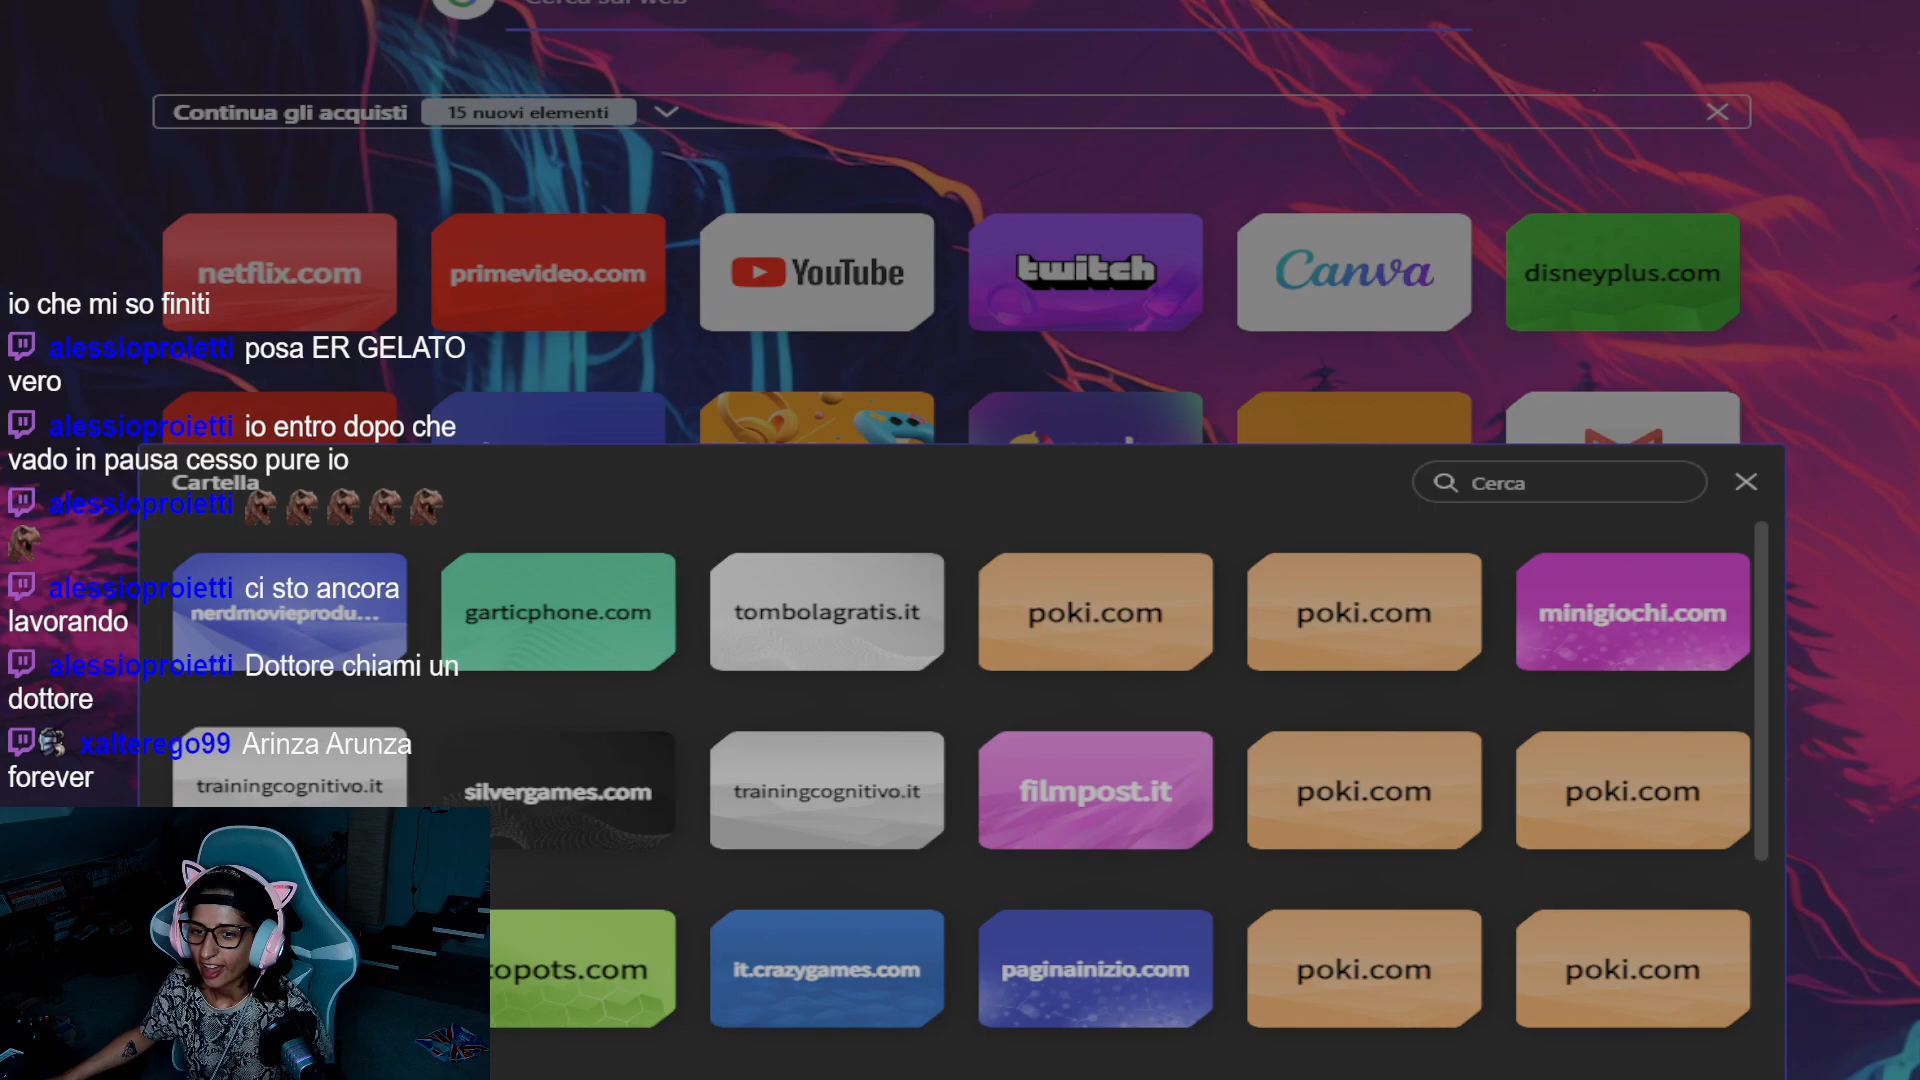 Continua gli acquisti 15 nuovi elementi
netflix.com primevideo.com YouTube twitch Canva disneyplus.com
io che mi so finiti
alessioproietti posa ER GELATO
vero
alessioproietti io entro dopo che
vado in pausa cesso pure io
Cartella Cerca
alessioproietti
alessioproietti ci sto ancora
lavorando
nerdmovieprodu... garticphone.com tombolagratis.it poki.com poki.com minigiochi.com
alessioproietti Dottore chiami un
dottore
xalterego99 Arinza Arunza
forever
trainingcognitivo.it silvergames.com trainingcognitivo.it filmpost.it poki.com poki.com
topots.com it.crazygames.com paginainizio.com poki.com poki.com